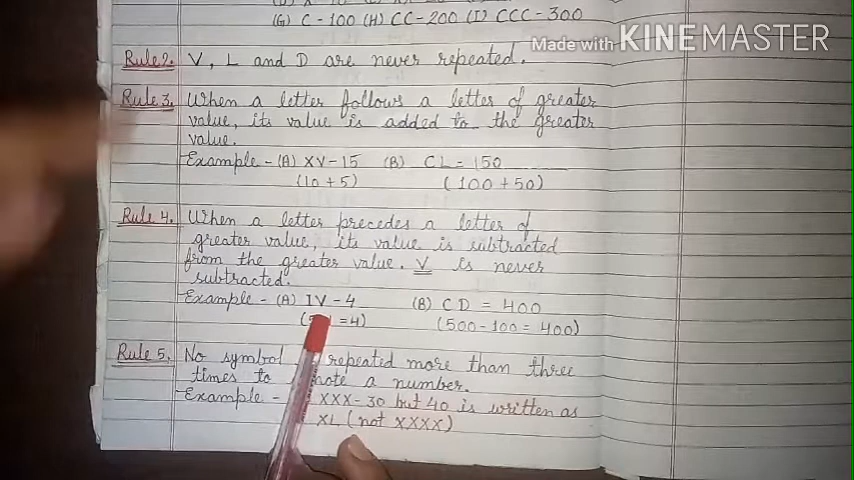 (G) C-100 (H) CC-200 (I) CCC-300
Made with KINEMASTER
Rule 2. V, L and D are never repeated.
Rule 3. When a letter follows a letter of greater
value, its value is added to the greater
value.
Example - (A) XV-15 (B) CL = 150
(10+5) (100+50)
Rule 4. When a letter precedes a letter of
greater value, its value is subtracted
from the greater value. V is never
subtracted.
Example - (A) IV-4 (B) CD = 400
=4) (500-100=400)
Rule 5. No symbol repeated more than three
times to a number.
Example - XXX-30 but 40 is written as
XL (not XXXX)